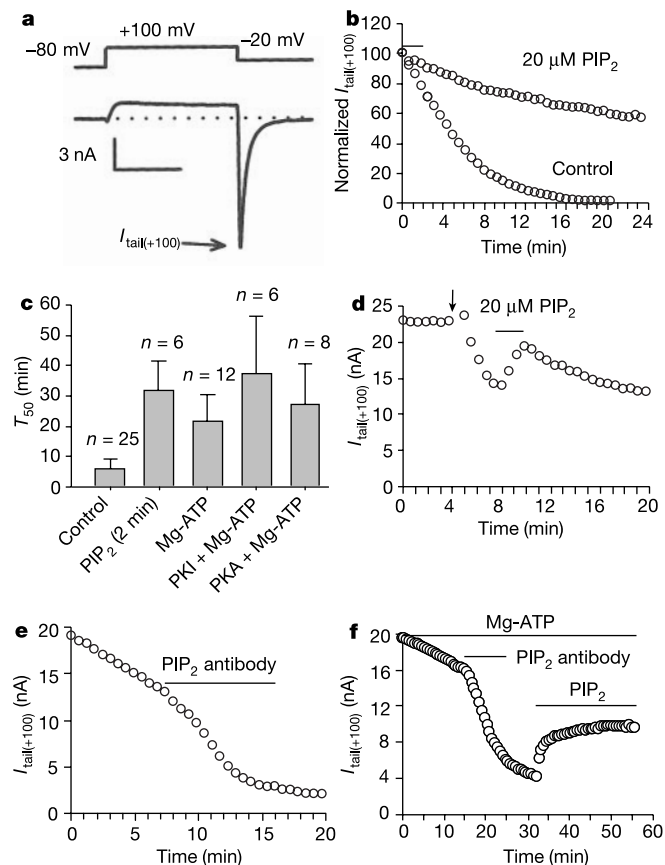 a
+100 mV
–80 mV
–20 mV
3 nA
I tail(+100)
b
Normalized I tail(+100)
120
100
80
60
40
20
0
20 μM PIP2
Control
0 4 8 12 16 20 24
Time (min)
c
T50 (min)
60
50
40
30
20
10
0
n = 25
n = 6
n = 12
n = 6
n = 8
Control
PIP2 (2 min)
Mg-ATP
PKI + Mg-ATP
PKA + Mg-ATP
d
I tail(+100) (nA)
25
20
15
10
5
0
20 μM PIP2
0 4 8 12 16 20
Time (min)
e
I tail(+100) (nA)
20
15
10
5
0
PIP2 antibody
0 5 10 15 20
Time (min)
f
I tail(+100) (nA)
20
16
12
8
4
0
Mg-ATP
PIP2 antibody
PIP2
0 10 20 30 40 50 60
Time (min)